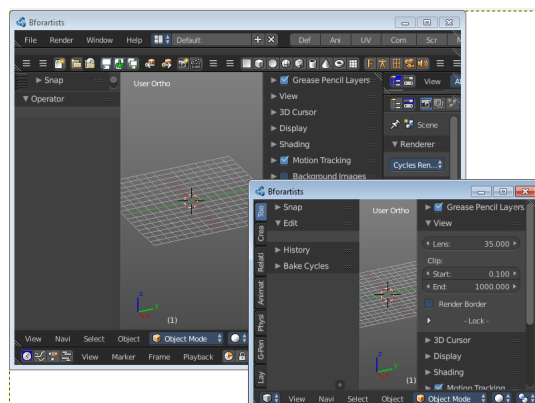 Bforartists
File Render Window Help Default Def Ani UV Com Scr
Snap
Operator
User Ortho
Grease Pencil Layers
View
3D Cursor
Display
Shading
Motion Tracking
Background Images
View
Scene
Renderer
Cycles Ren...
z
y
x
(1)
View Navi Select Object Object Mode
View Marker Frame Playback
Bforartists
Too
Crea
Relati
Animat
Physi
G-Pen
Lay
Snap
Edit
History
Bake Cycles
User Ortho
Grease Pencil Layers
View
Lens: 35.000
Clip:
Start: 0.100
End: 1000.000
Render Border
- Lock -
3D Cursor
Display
Shading
Motion Tracking
z
y
(1)
View Navi Select Object Object Mode